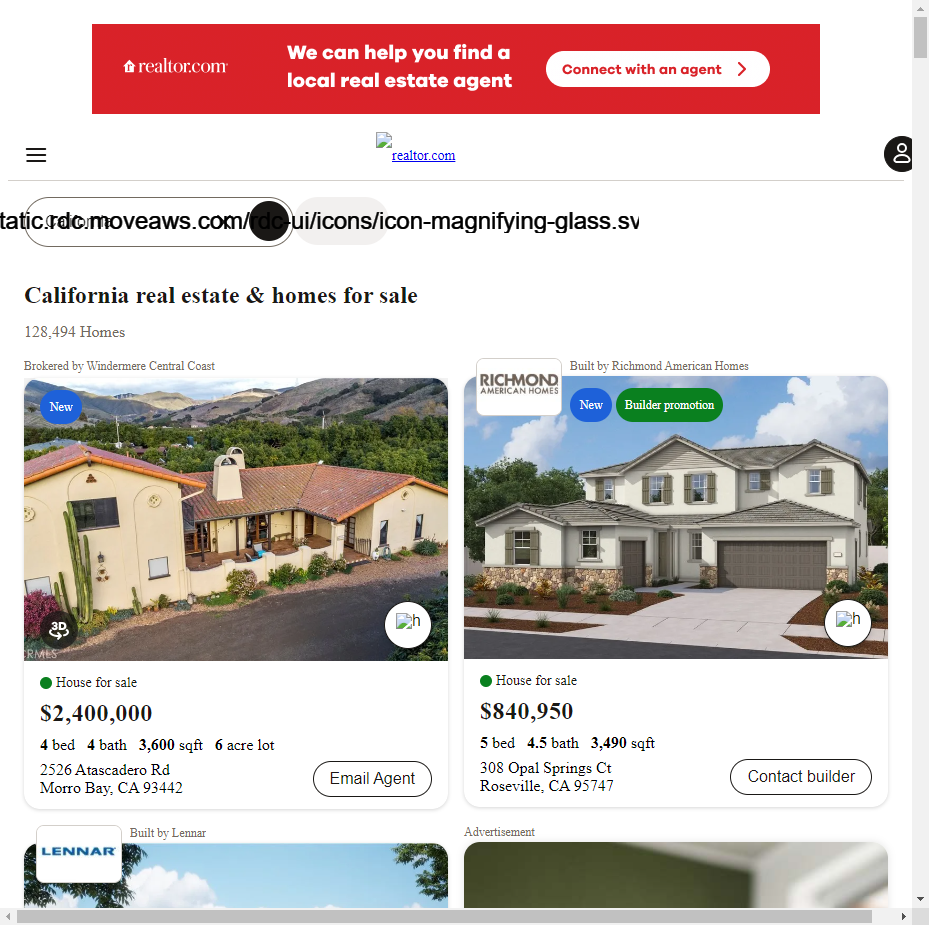 realtor.com
We can help you find a
local real estate agent
Connect with an agent
realtor.com
California
tatic.rdc.moveaws.com/rdc-ui/icons/icon-magnifying-glass.sv
California real estate & homes for sale
128,494 Homes
Brokered by Windermere Central Coast
New
3D
CRMLS
h
House for sale
$2,400,000
4 bed 4 bath 3,600 sqft 6 acre lot
2526 Atascadero Rd
Morro Bay, CA 93442
Email Agent
Built by Richmond American Homes
RICHMOND
AMERICAN HOMES
New
Builder promotion
h
House for sale
$840,950
5 bed 4.5 bath 3,490 sqft
308 Opal Springs Ct
Roseville, CA 95747
Contact builder
Built by Lennar
LENNAR
Advertisement